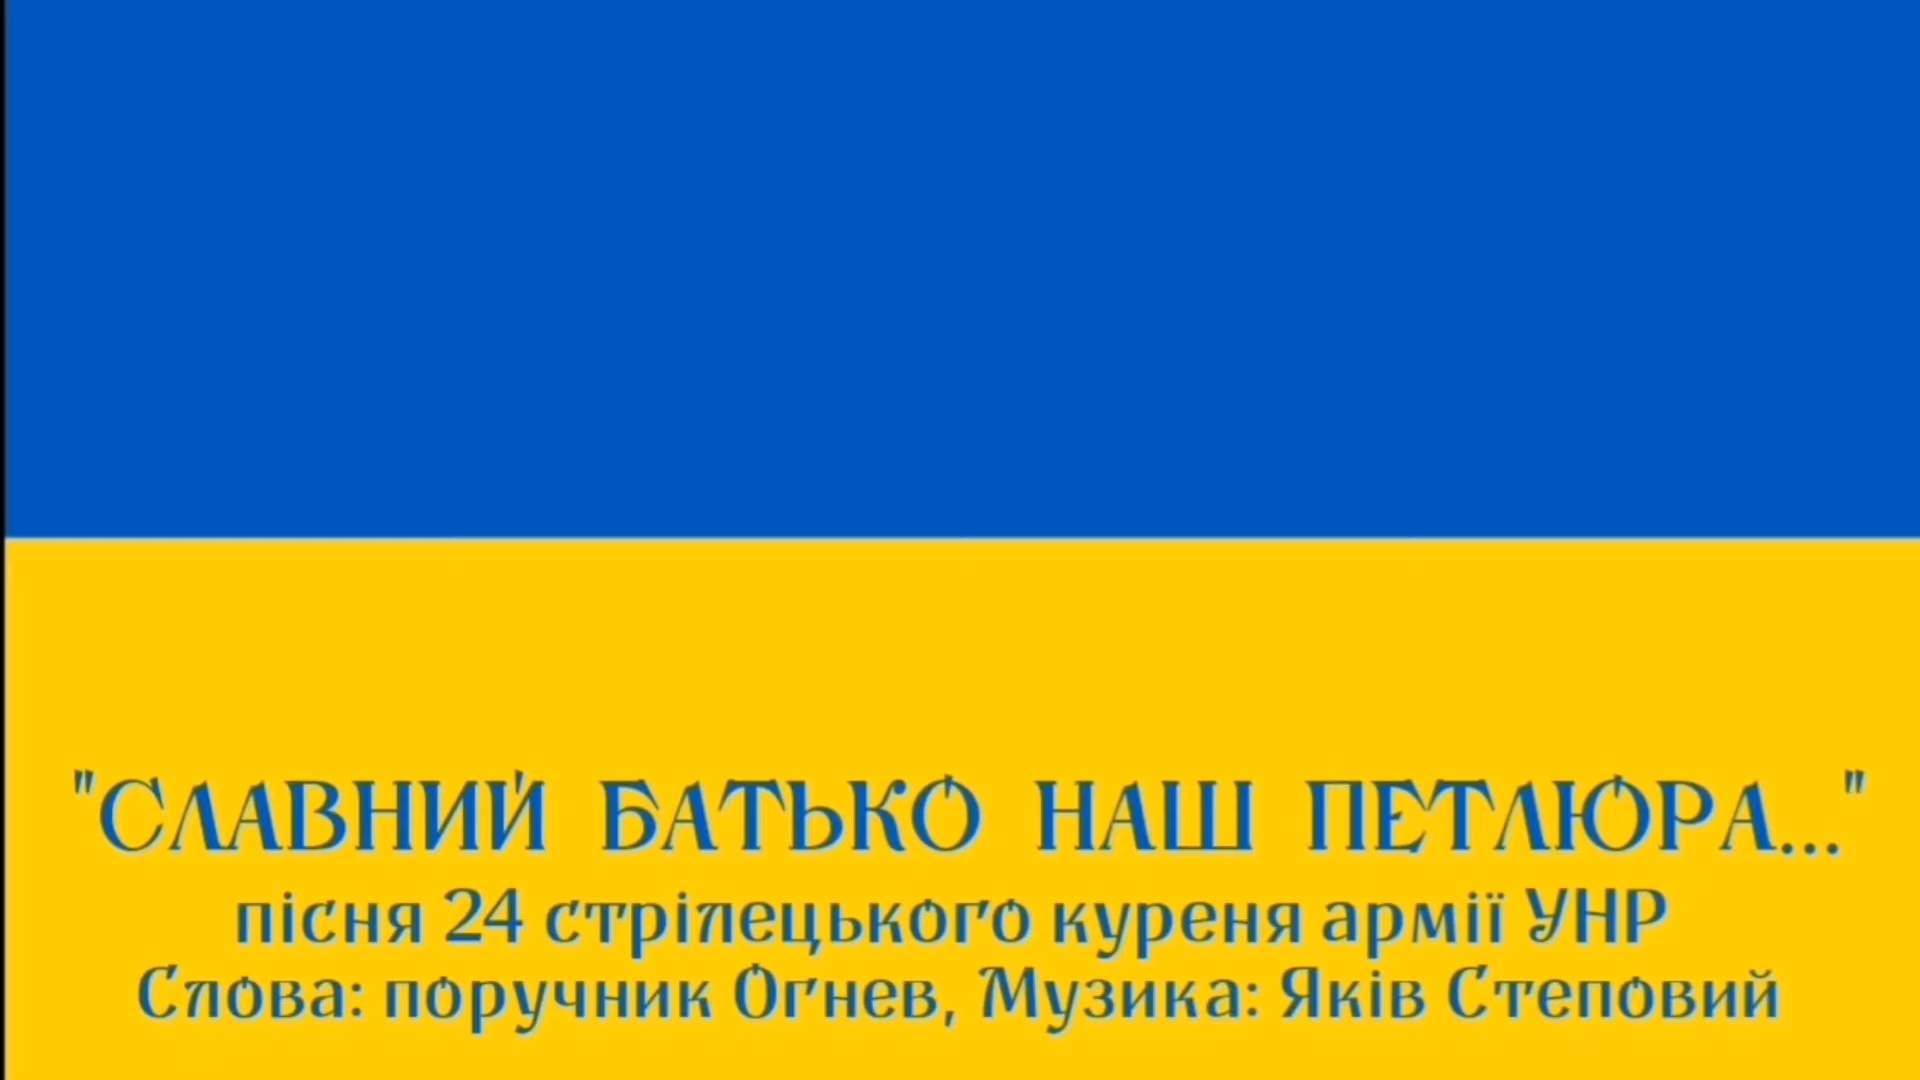 "СЛАВНИЙ БАТЬКО НАШ ПЕТЛЮРА..."
пісня 24 стрілецького куреня армії УНР
Слова: поручник Огнев, Музика: Яків Степовий